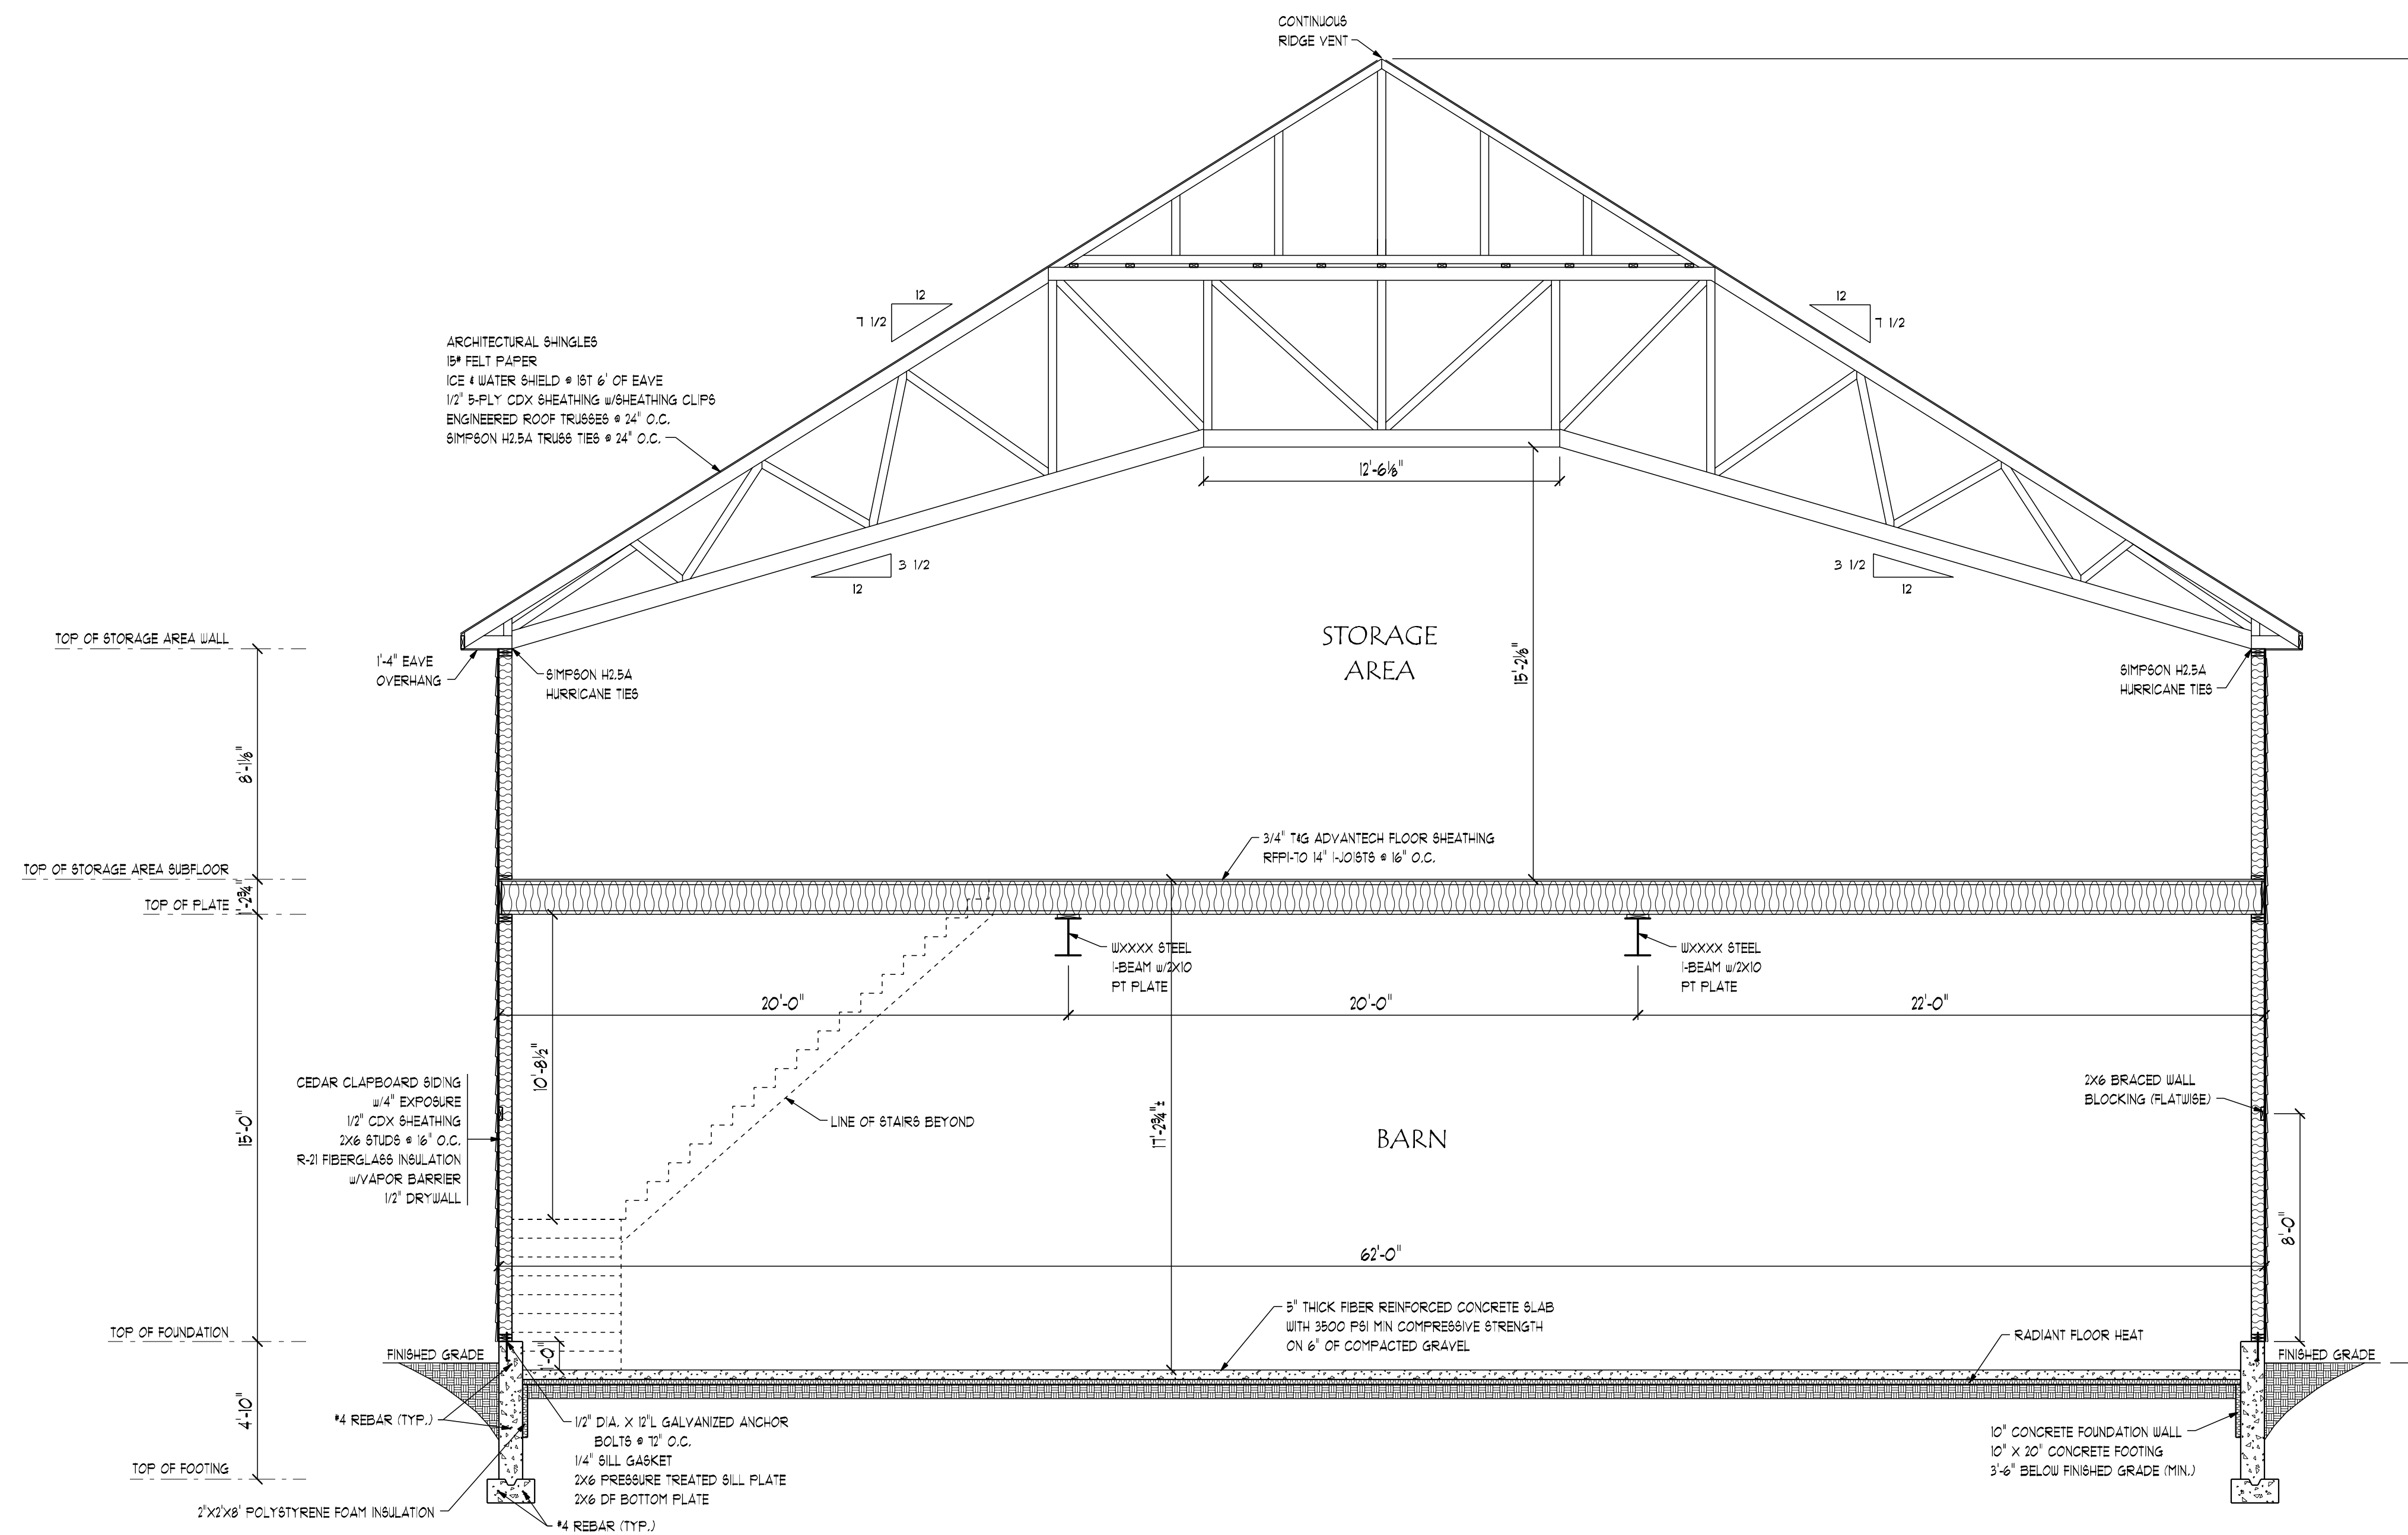 CONTINUOUS
RIDGE VENT
12
7 1/2
12
7 1/2
ARCHITECTURAL SHINGLES
15# FELT PAPER
ICE & WATER SHIELD @ 1ST 6' OF EAVE
1/2" 5-PLY CDX SHEATHING w/SHEATHING CLIPS
ENGINEERED ROOF TRUSSES @ 24" O.C.
SIMPSON H2.5A TRUSS TIES @ 24" O.C.
12'-6⅛"
3 1/2
12
3 1/2
12
STORAGE
AREA
15'-2⅛"
TOP OF STORAGE AREA WALL
1'-4" EAVE
OVERHANG
SIMPSON H2.5A
HURRICANE TIES
SIMPSON H2.5A
HURRICANE TIES
8'-1⅛"
3/4" T&G ADVANTECH FLOOR SHEATHING
RFPI-70 14" I-JOISTS @ 16" O.C.
TOP OF STORAGE AREA SUBFLOOR
1'-2¾"
TOP OF PLATE
WXXXX STEEL
I-BEAM w/2X10
PT PLATE
WXXXX STEEL
I-BEAM w/2X10
PT PLATE
20'-0"
20'-0"
22'-0"
10'-8½"
CEDAR CLAPBOARD SIDING
w/4" EXPOSURE
1/2" CDX SHEATHING
2X6 STUDS @ 16" O.C.
R-21 FIBERGLASS INSULATION
w/VAPOR BARRIER
1/2" DRYWALL
15'-0"
LINE OF STAIRS BEYOND
17'-2¾"±
BARN
2X6 BRACED WALL
BLOCKING (FLATWISE)
8'-0"
62'-0"
5" THICK FIBER REINFORCED CONCRETE SLAB
WITH 3500 PSI MIN COMPRESSIVE STRENGTH
ON 6" OF COMPACTED GRAVEL
RADIANT FLOOR HEAT
TOP OF FOUNDATION
FINISHED GRADE
1'-0"
FINISHED GRADE
4'-10"
#4 REBAR (TYP.)
1/2" DIA. X 12"L GALVANIZED ANCHOR
BOLTS @ 72" O.C.
1/4" SILL GASKET
2X6 PRESSURE TREATED SILL PLATE
2X6 DF BOTTOM PLATE
10" CONCRETE FOUNDATION WALL
10" X 20" CONCRETE FOOTING
3'-6" BELOW FINISHED GRADE (MIN.)
TOP OF FOOTING
2"X2'X8' POLYSTYRENE FOAM INSULATION
#4 REBAR (TYP.)